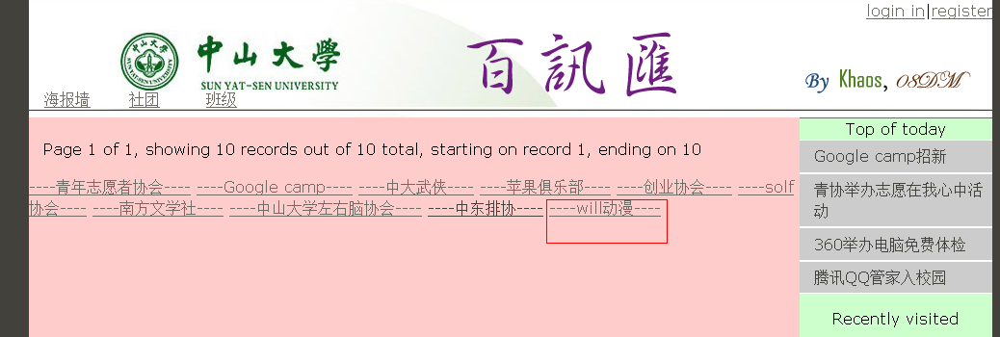 log in|register
中山大學
SUN YAT-SEN UNIVERSITY
百訊匯
By Khaos, 08DM
海报墙 社团 班级
Page 1 of 1, showing 10 records out of 10 total, starting on record 1, ending on 10
----青年志愿者协会---- ----Google camp---- ----中大武侠---- ----苹果俱乐部---- ----创业协会---- ----solf
协会---- ----南方文学社---- ----中山大学左右脑协会---- ----中东排协---- ----will动漫----
Top of today
Google camp招新
青协举办志愿在我心中活
动
360举办电脑免费体检
腾讯QQ管家入校园
Recently visited